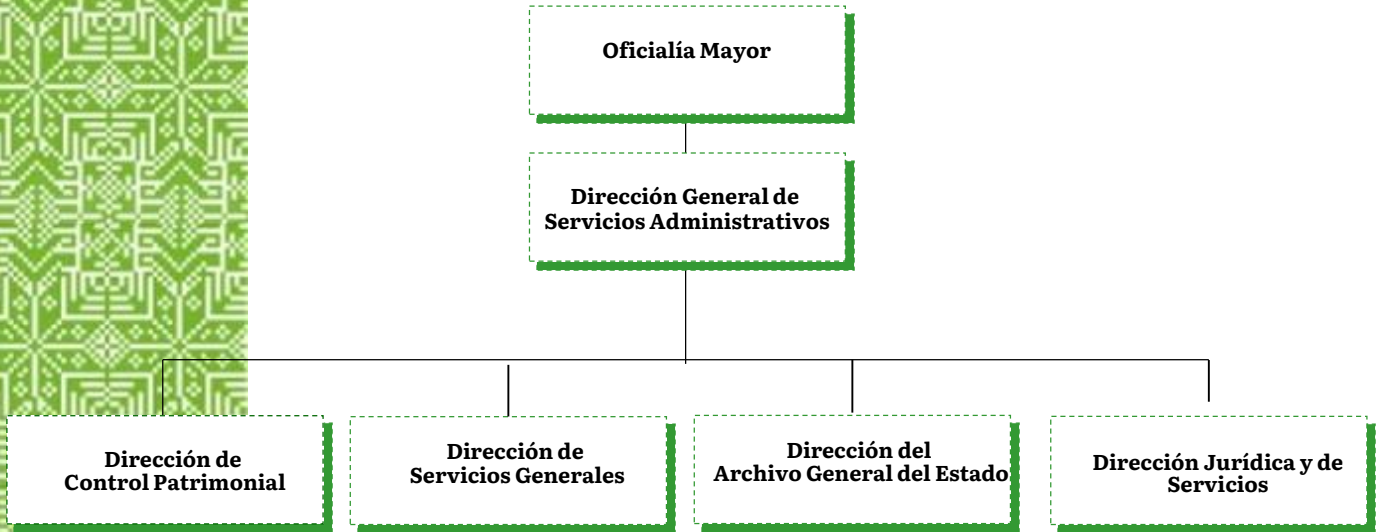 Oficialía Mayor
Dirección General de
Servicios Administrativos
Dirección de
Control Patrimonial
Dirección de
Servicios Generales
Dirección del
Archivo General del Estado
Dirección Jurídica y de
Servicios